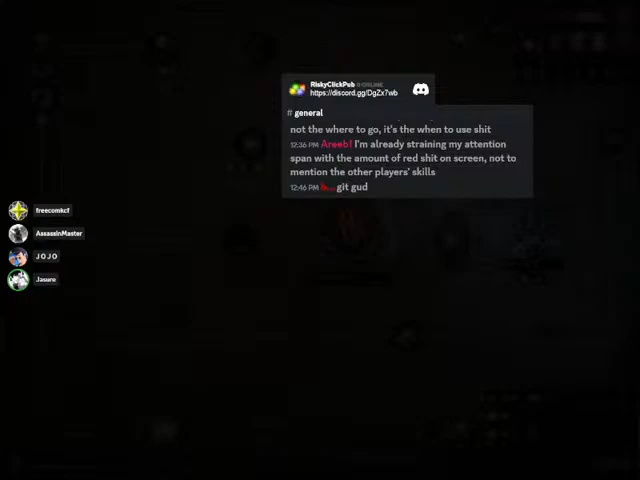 RiskyClickPub
https://discord.gg/DgZx7wb
# general
not the where to go, it's the when to use shit
12:36 PM Areeb! I'm already straining my attention
span with the amount of red shit on screen, not to
mention the other players' skills
12:46 PM git gud
freecomkcf
AssassinMaster
J O J O
Jasure